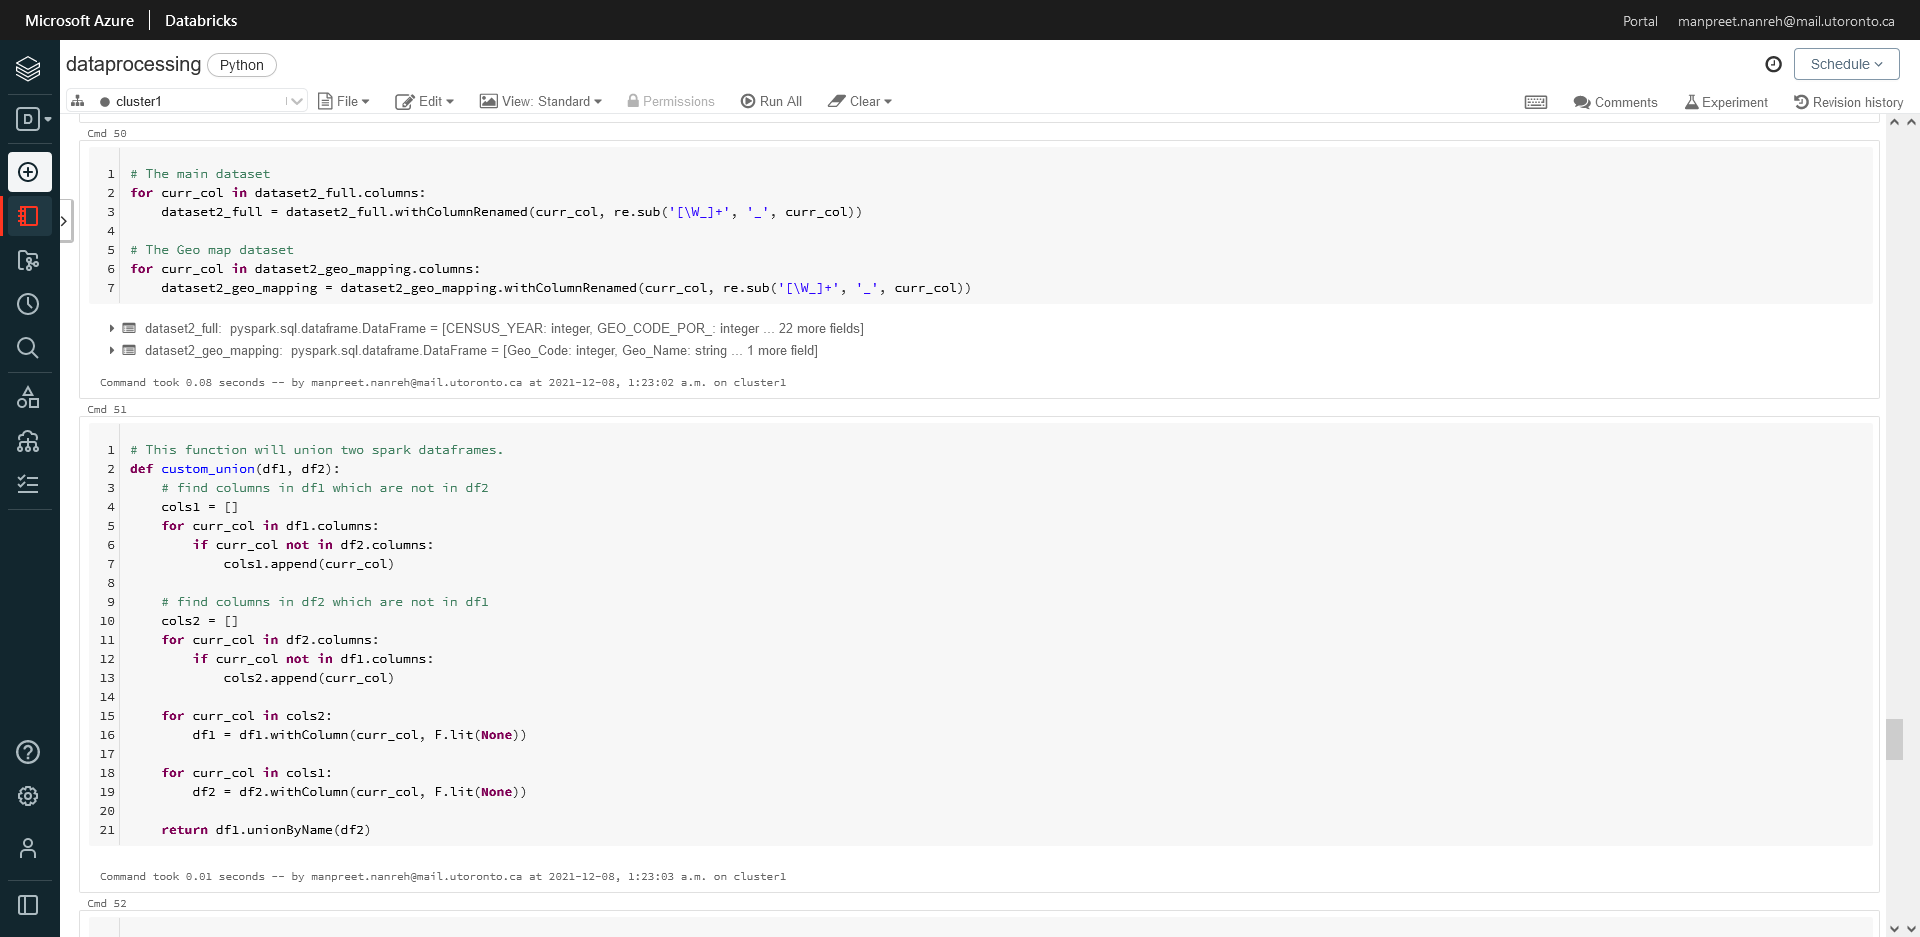 Microsoft Azure | Databricks
Portal manpreet.nanreh@mail.utoronto.ca
dataprocessing Python
Schedule
cluster1 File Edit View: Standard Permissions Run All Clear Comments Experiment Revision history
D
Cmd 50
1 # The main dataset
2 for curr_col in dataset2_full.columns:
3     dataset2_full = dataset2_full.withColumnRenamed(curr_col, re.sub('[\W_]+', '_', curr_col))
4
5 # The Geo map dataset
6 for curr_col in dataset2_geo_mapping.columns:
7     dataset2_geo_mapping = dataset2_geo_mapping.withColumnRenamed(curr_col, re.sub('[\W_]+', '_', curr_col))
dataset2_full: pyspark.sql.dataframe.DataFrame = [CENSUS_YEAR: integer, GEO_CODE_POR_: integer ... 22 more fields]
dataset2_geo_mapping: pyspark.sql.dataframe.DataFrame = [Geo_Code: integer, Geo_Name: string ... 1 more field]
Command took 0.08 seconds -- by manpreet.nanreh@mail.utoronto.ca at 2021-12-08, 1:23:02 a.m. on cluster1
Cmd 51
1 # This function will union two spark dataframes.
2 def custom_union(df1, df2):
3     # find columns in df1 which are not in df2
4     cols1 = []
5     for curr_col in df1.columns:
6         if curr_col not in df2.columns:
7             cols1.append(curr_col)
8
9     # find columns in df2 which are not in df1
10     cols2 = []
11     for curr_col in df2.columns:
12         if curr_col not in df1.columns:
13             cols2.append(curr_col)
14
15     for curr_col in cols2:
16         df1 = df1.withColumn(curr_col, F.lit(None))
17
18     for curr_col in cols1:
19         df2 = df2.withColumn(curr_col, F.lit(None))
20
21     return df1.unionByName(df2)
Command took 0.01 seconds -- by manpreet.nanreh@mail.utoronto.ca at 2021-12-08, 1:23:03 a.m. on cluster1
Cmd 52